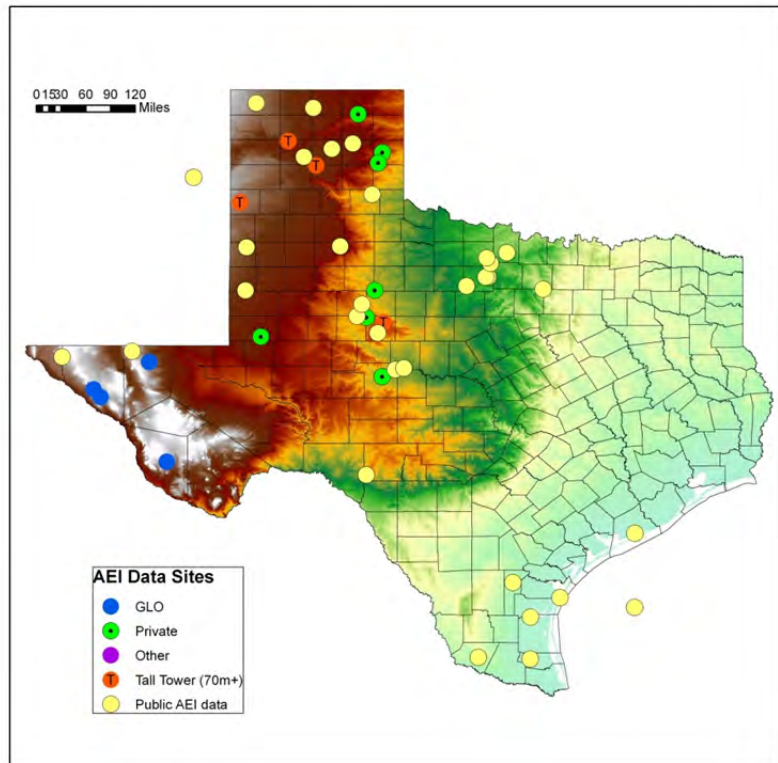 0 15 30 60 90 120
Miles
T
T
T
T
AEI Data Sites
GLO
Private
Other
T Tall Tower (70m+)
Public AEI data